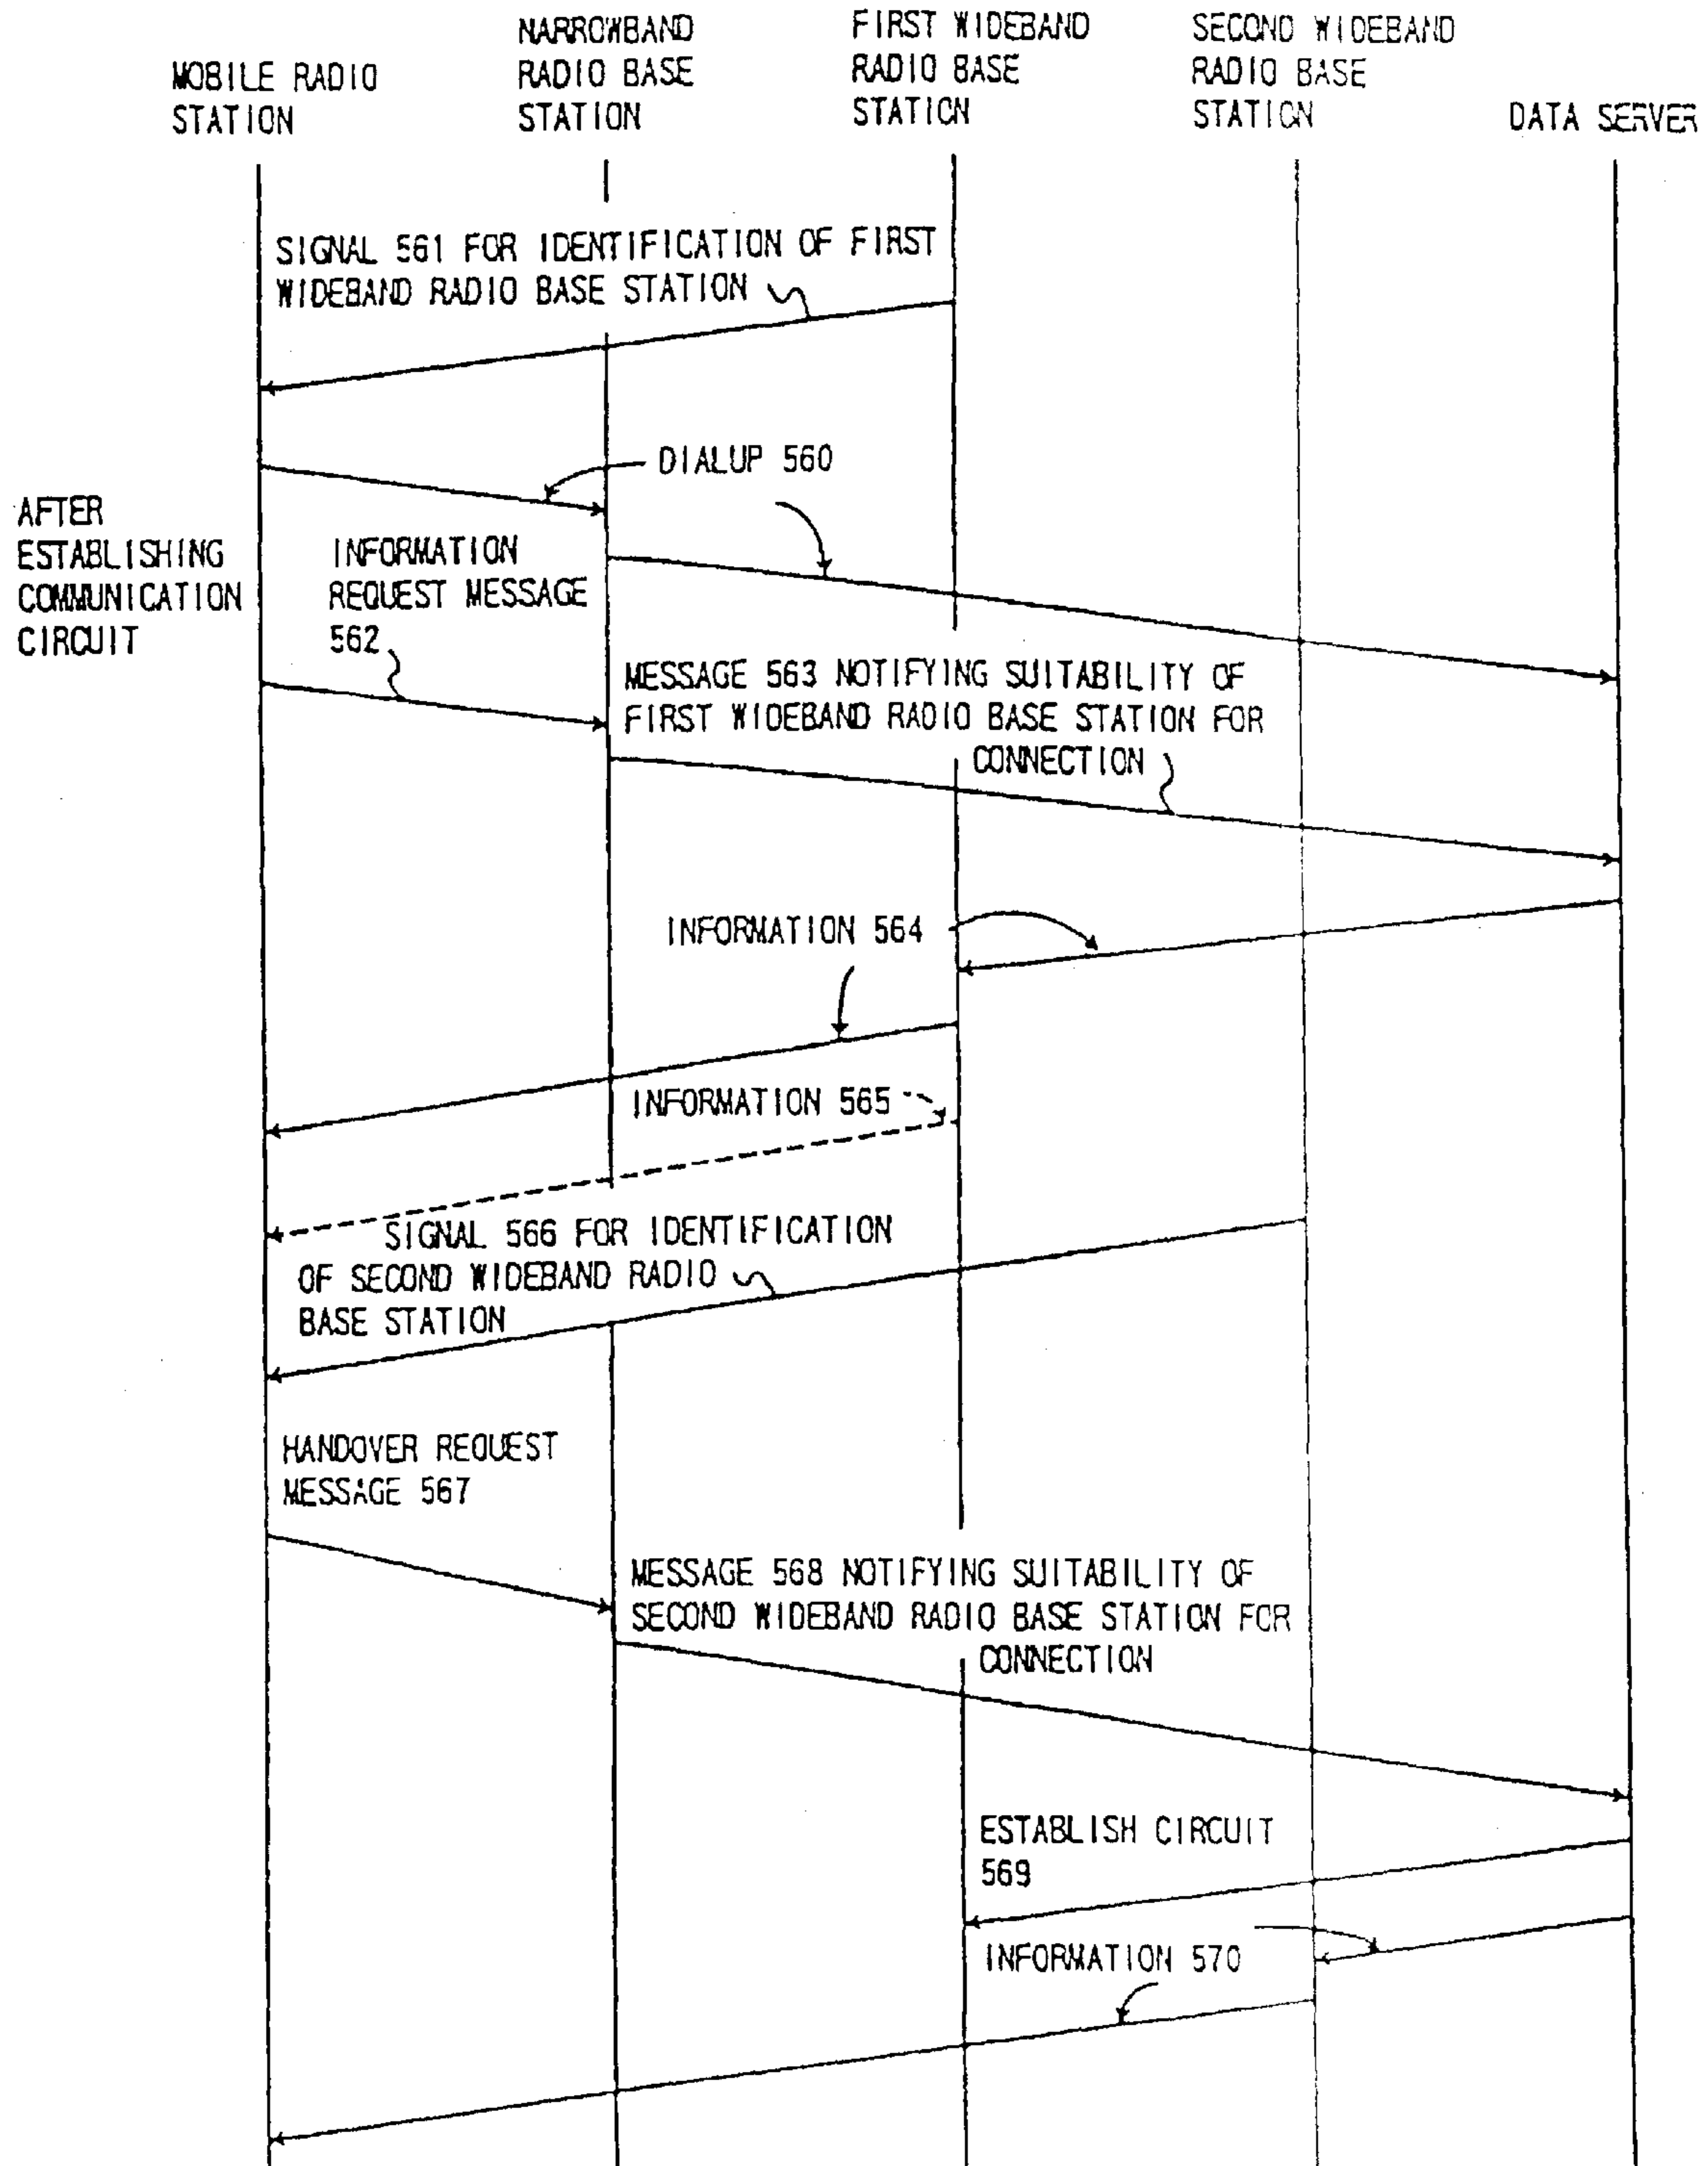 MOBILE RADIO
STATION
NARROWBAND
RADIO BASE
STATION
FIRST WIDEBAND
RADIO BASE
STATION
SECOND WIDEBAND
RADIO BASE
STATION
DATA SERVER
SIGNAL 561 FOR IDENTIFICATION OF FIRST
WIDEBAND RADIO BASE STATION
DIALUP 560
AFTER
ESTABLISHING
COMMUNICATION
CIRCUIT
INFORMATION
REQUEST MESSAGE
562
MESSAGE 563 NOTIFYING SUITABILITY OF
FIRST WIDEBAND RADIO BASE STATION FOR
CONNECTION
INFORMATION 564
INFORMATION 565
SIGNAL 566 FOR IDENTIFICATION
OF SECOND WIDEBAND RADIO
BASE STATION
HANDOVER REQUEST
MESSAGE 567
MESSAGE 568 NOTIFYING SUITABILITY OF
SECOND WIDEBAND RADIO BASE STATION FOR
CONNECTION
ESTABLISH CIRCUIT
569
INFORMATION 570